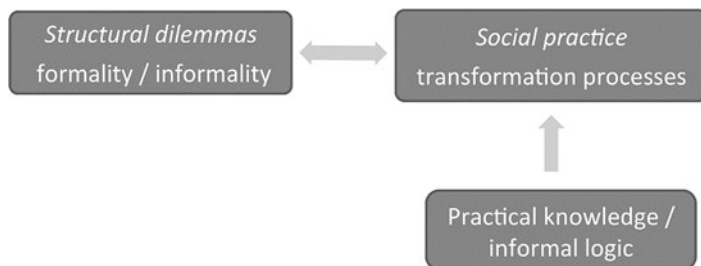 Structural dilemmas
formality / informality
Social practice
transformation processes
Practical knowledge /
informal logic